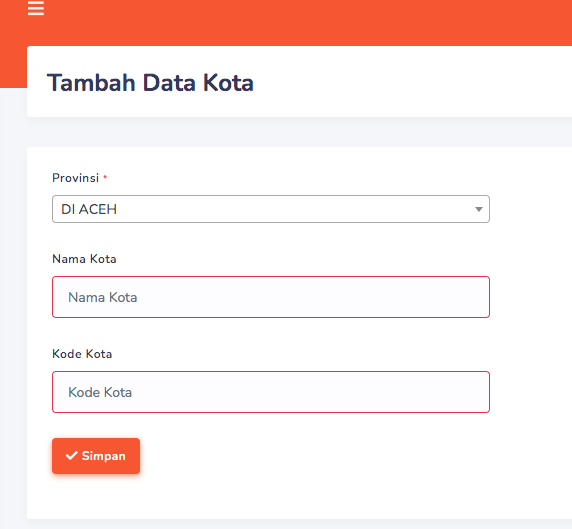 Tambah Data Kota
Provinsi *
DI ACEH
Nama Kota
Nama Kota
Kode Kota
Kode Kota
Simpan